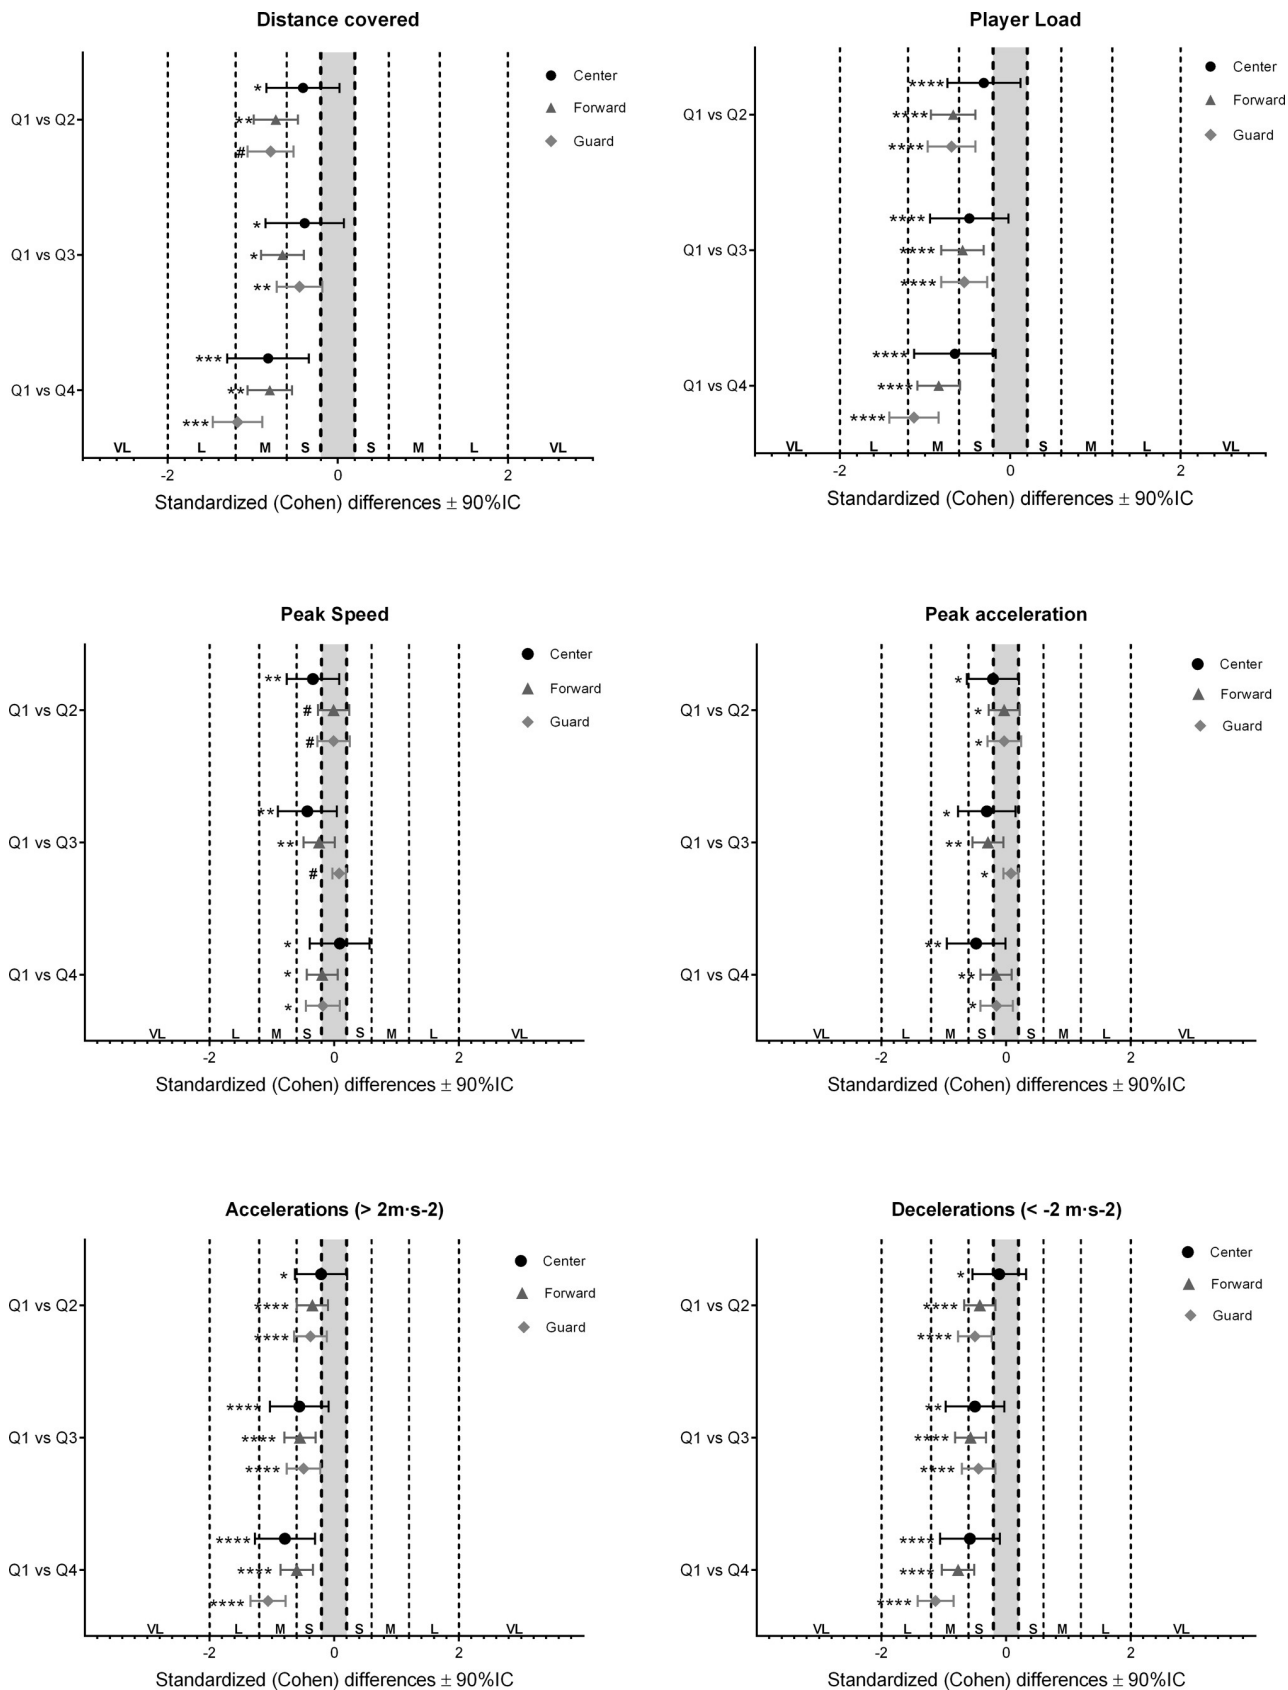 Distance covered
Center
Forward
Guard
Q1 vs Q2
*
**
#
Q1 vs Q3
*
*
**
Q1 vs Q4
***
**
***
VL L M S S M L VL
-2 0 2
Standardized (Cohen) differences ± 90%IC
Player Load
Center
Forward
Guard
Q1 vs Q2
****
****
****
Q1 vs Q3
****
****
****
Q1 vs Q4
****
****
****
VL L M S S M L VL
-2 0 2
Standardized (Cohen) differences ± 90%IC
Peak Speed
Center
Forward
Guard
Q1 vs Q2
**
#
#
Q1 vs Q3
**
**
#
Q1 vs Q4
*
*
*
VL L M S S M L VL
-2 0 2
Standardized (Cohen) differences ± 90%IC
Peak acceleration
Center
Forward
Guard
Q1 vs Q2
*
*
*
Q1 vs Q3
*
**
*
Q1 vs Q4
**
**
*
VL L M S S M L VL
-2 0 2
Standardized (Cohen) differences ± 90%IC
Accelerations (> 2m·s-2)
Center
Forward
Guard
Q1 vs Q2
*
****
****
Q1 vs Q3
****
****
****
Q1 vs Q4
****
****
****
VL L M S S M L VL
-2 0 2
Standardized (Cohen) differences ± 90%IC
Decelerations (< -2 m·s-2)
Center
Forward
Guard
Q1 vs Q2
*
****
****
Q1 vs Q3
**
****
****
Q1 vs Q4
****
****
****
VL L M S S M L VL
-2 0 2
Standardized (Cohen) differences ± 90%IC